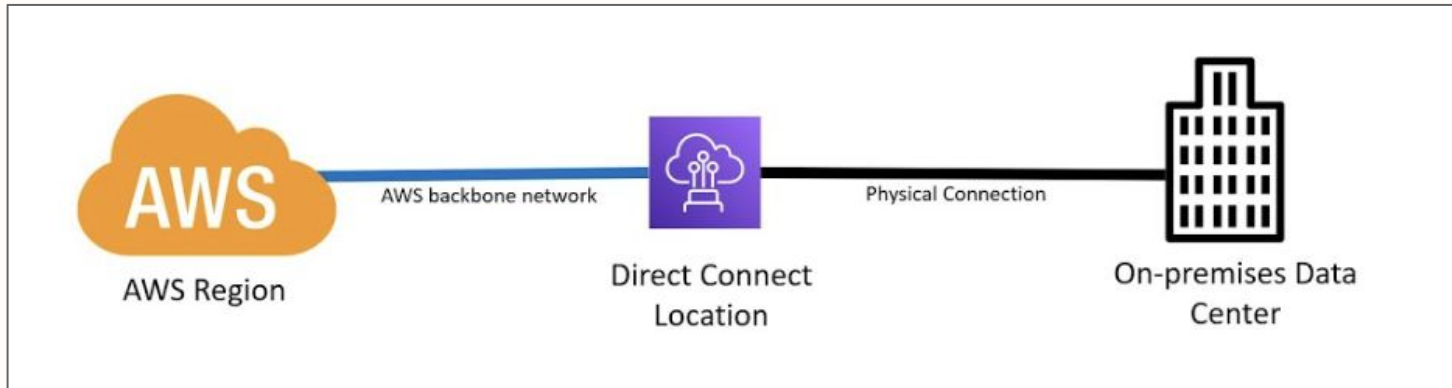 AWS
AWS Region
AWS backbone network
Direct Connect
Location
Physical Connection
On-premises Data
Center